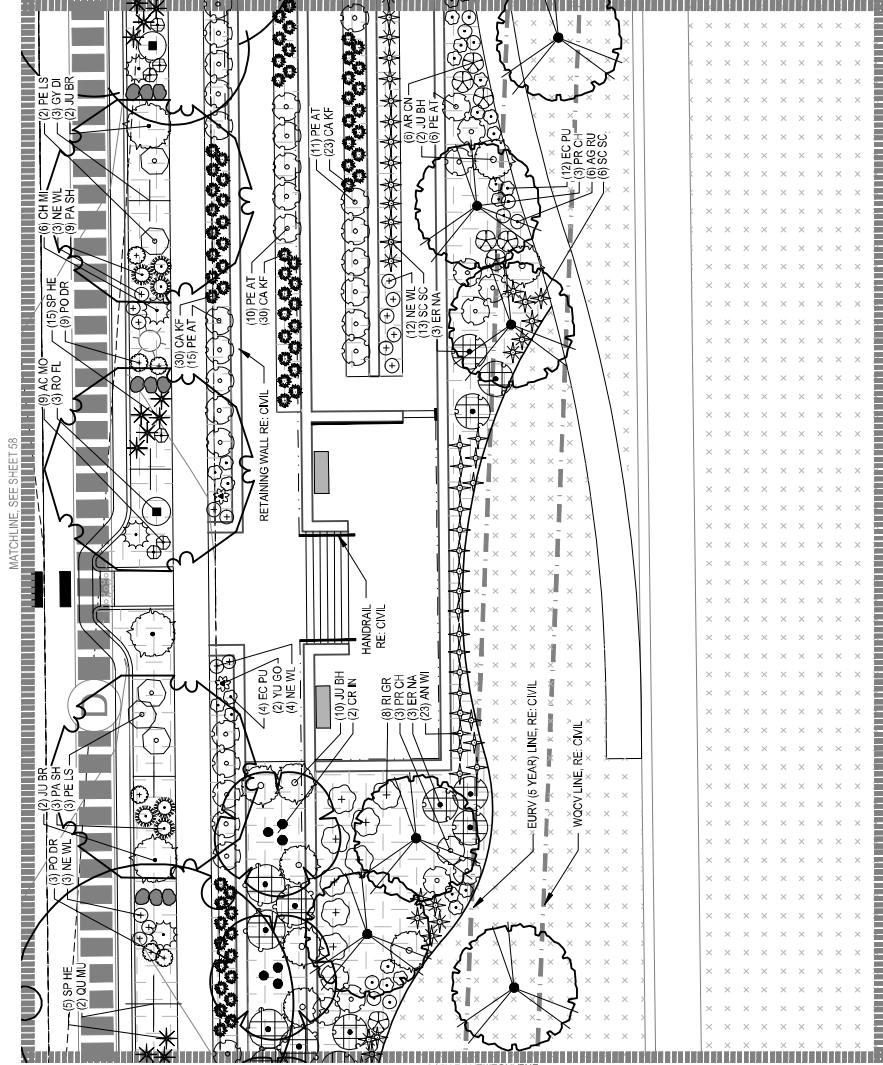 MATCHLINE, SEE SHEET 58
(2) PE LS
(3) GY DI
(2) JU BR
(6) CH MI
(3) NE WL
(9) PA SH
(15) SP HE
(9) PO DR
(9) AC MO
(3) RO FL
(2) JU BR
(3) PA SH
(3) PE LS
(3) PO DR
(3) NE WL
(5) SP HE
(2) QU MU
D
(30) CA KF
(15) PE AT
(10) PE AT
(30) CA KF
RETAINING WALL RE: CIVIL
(11) PE AT
(23) CA KF
(6) AR CN
(2) JU BH
(6) PE AT
(12) EC PU
(3) PR CH
(6) AG RU
(6) SC SC
(12) NE WL
(13) SC SC
(3) ER NA
HANDRAIL
RE: CIVIL
(4) EC PU
(2) YU GO
(4) NE WL
(10) JU BH
(2) CR IN
(8) RI GR
(3) PR CH
(3) ER NA
(23) AN WI
EURV (5 YEAR) LINE, RE: CIVIL
WQCV LINE, RE: CIVIL